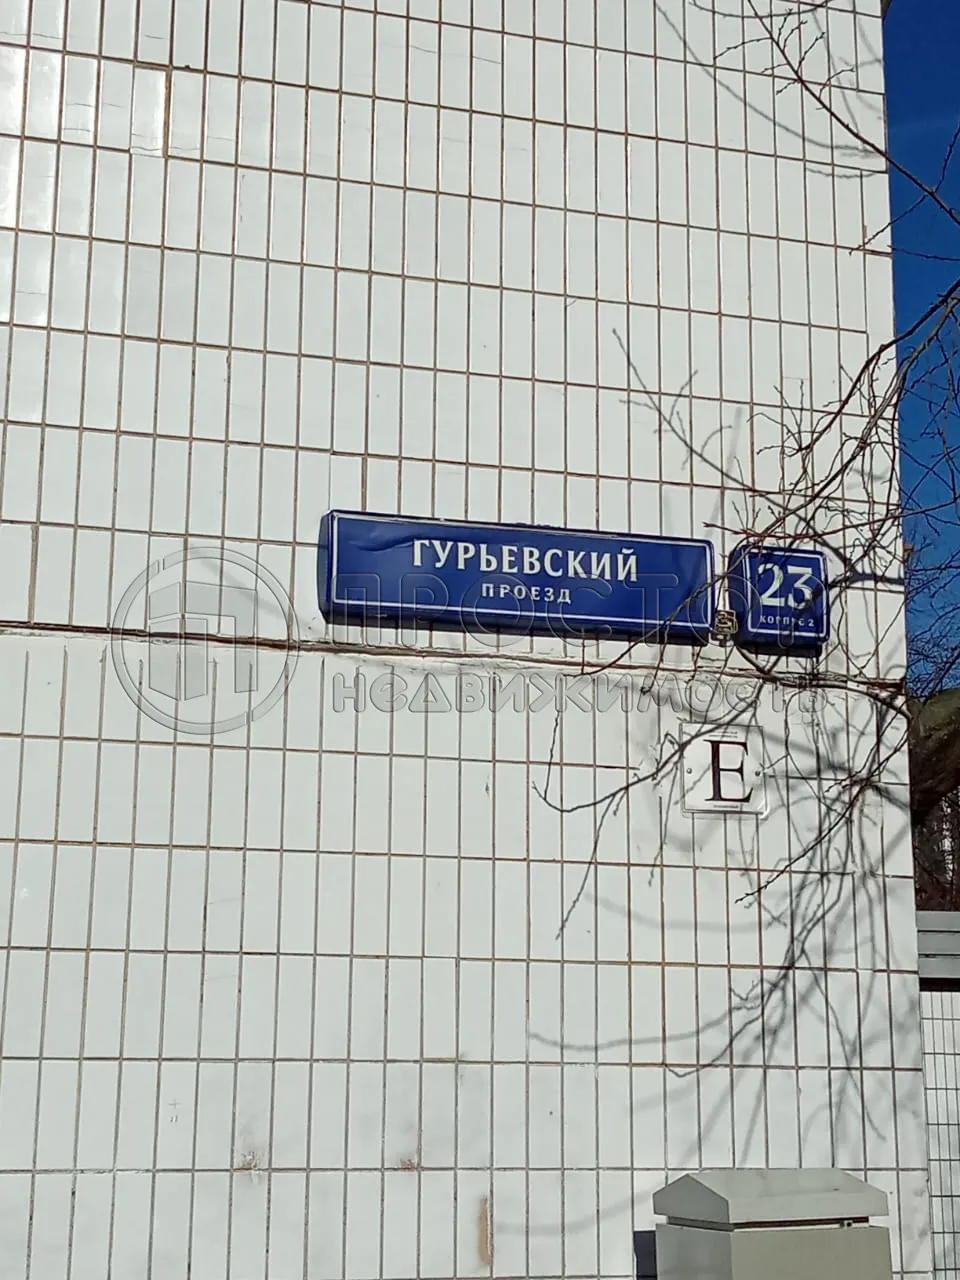 ГУРЬЕВСКИЙ
ПРОЕЗД
23
КОРПУС 2
ПРОСТОР
НЕДВИЖИМОСТЬ
Е